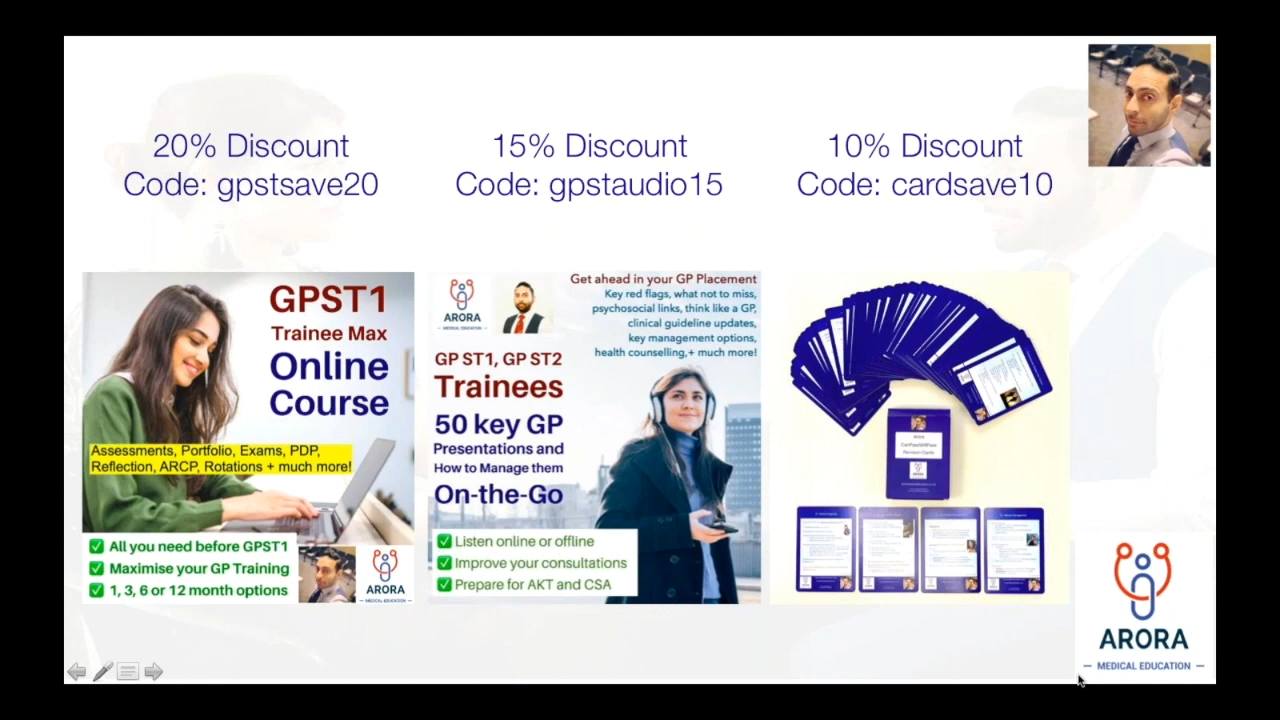 20% Discount
Code: gpstsave20
15% Discount
Code: gpstaudio15
10% Discount
Code: cardsave10
GPST1
Trainee Max
Online
Course
Assessments, Portfolio, Exams, PDP,
Reflection, ARCP, Rotations + much more!
✅ All you need before GPST1
✅ Maximise your GP Training
✅ 1, 3, 6 or 12 month options
ARORA
— MEDICAL EDUCATION —
ARORA
— MEDICAL EDUCATION —
Get ahead in your GP Placement
Key red flags, what not to miss,
psychosocial links, think like a GP,
clinical guideline updates,
key management options,
health counselling,+ much more!
GP ST1, GP ST2
Trainees
50 key GP
Presentations and
How to Manage them
On-the-Go
✅ Listen online or offline
✅ Improve your consultations
✅ Prepare for AKT and CSA
Arora
CanPassWillPass
Revision Cards
ARORA
ARORA
— MEDICAL EDUCATION —